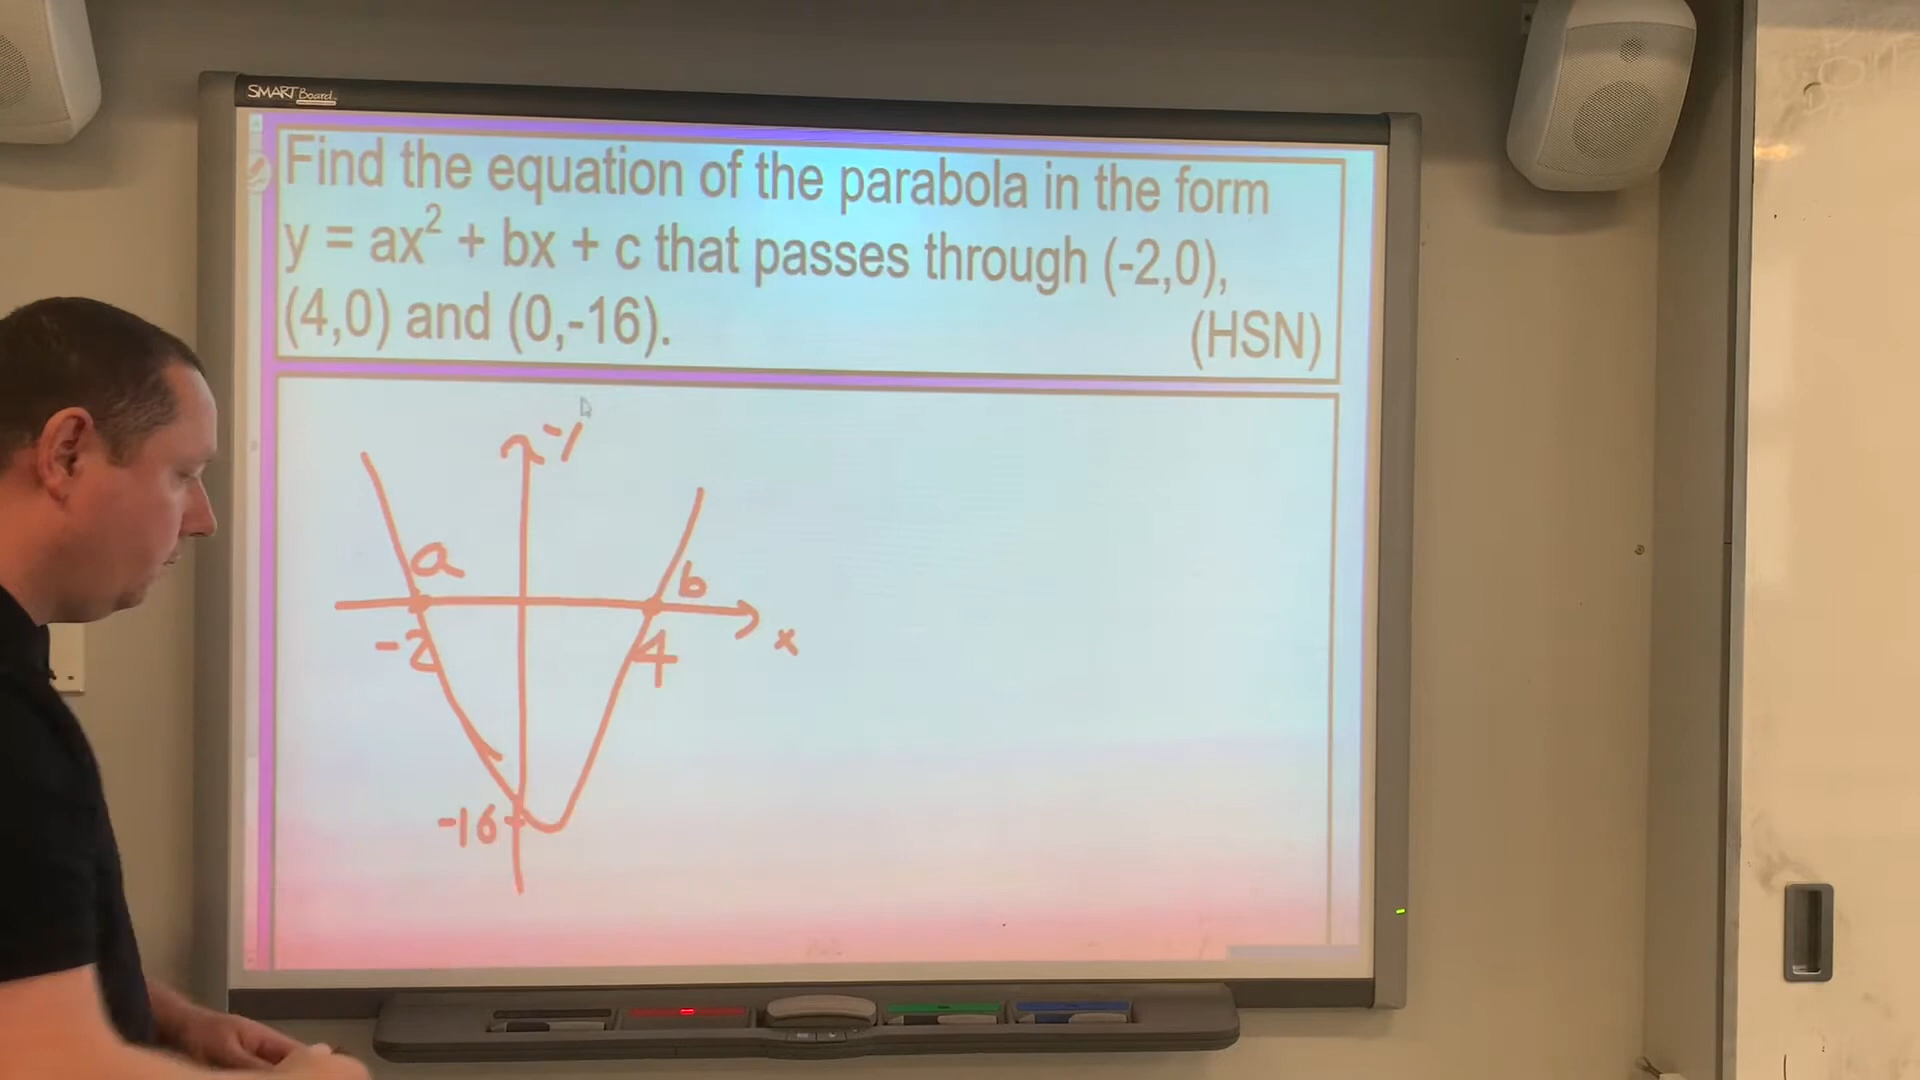 SMART Board
Find the equation of the parabola in the form
y = ax² + bx + c that passes through (-2,0),
(4,0) and (0,-16).
(HSN)
y
a
b
-2
4
x
-16